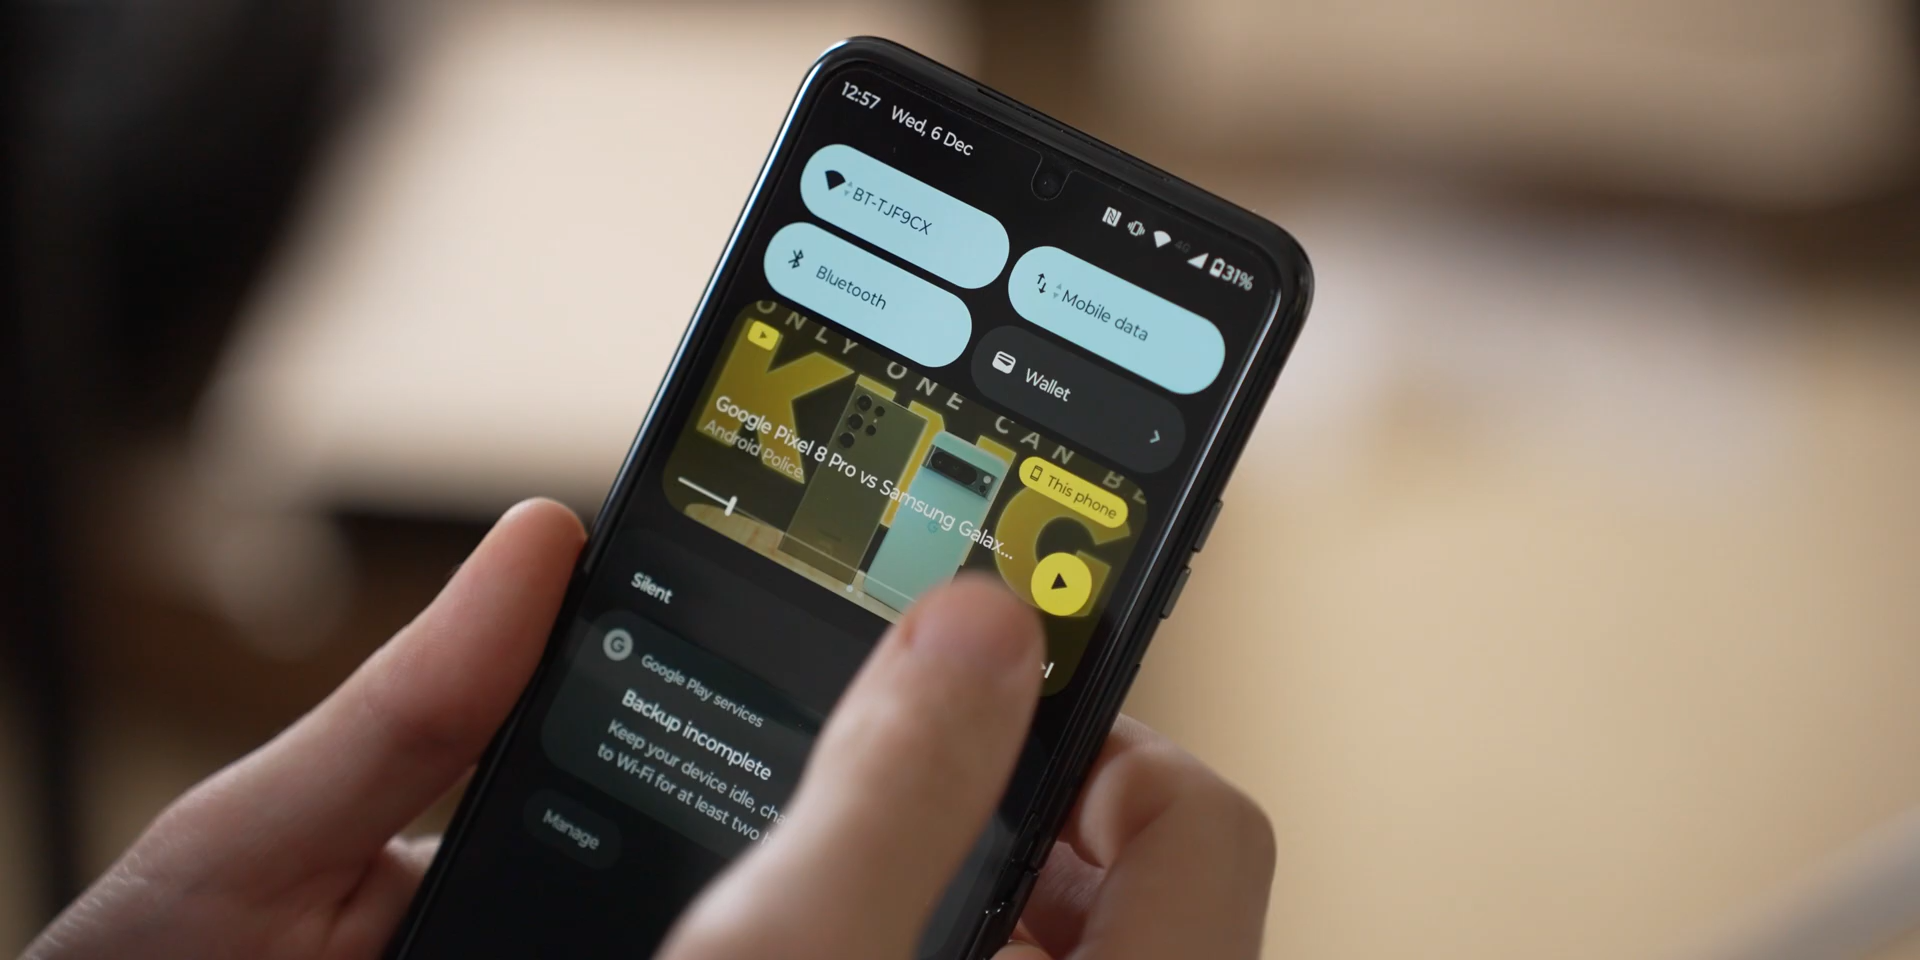 12:57 Wed, 6 Dec
4G 31%
BT-TJF9CX
Mobile data
Bluetooth
Wallet
ONLY ONE CAN BE
KING
This phone
Google Pixel 8 Pro vs Samsung Galax...
Android Police
Silent
Google Play services
Backup incomplete
Keep your device idle,
to Wi-Fi for at least two
Manage